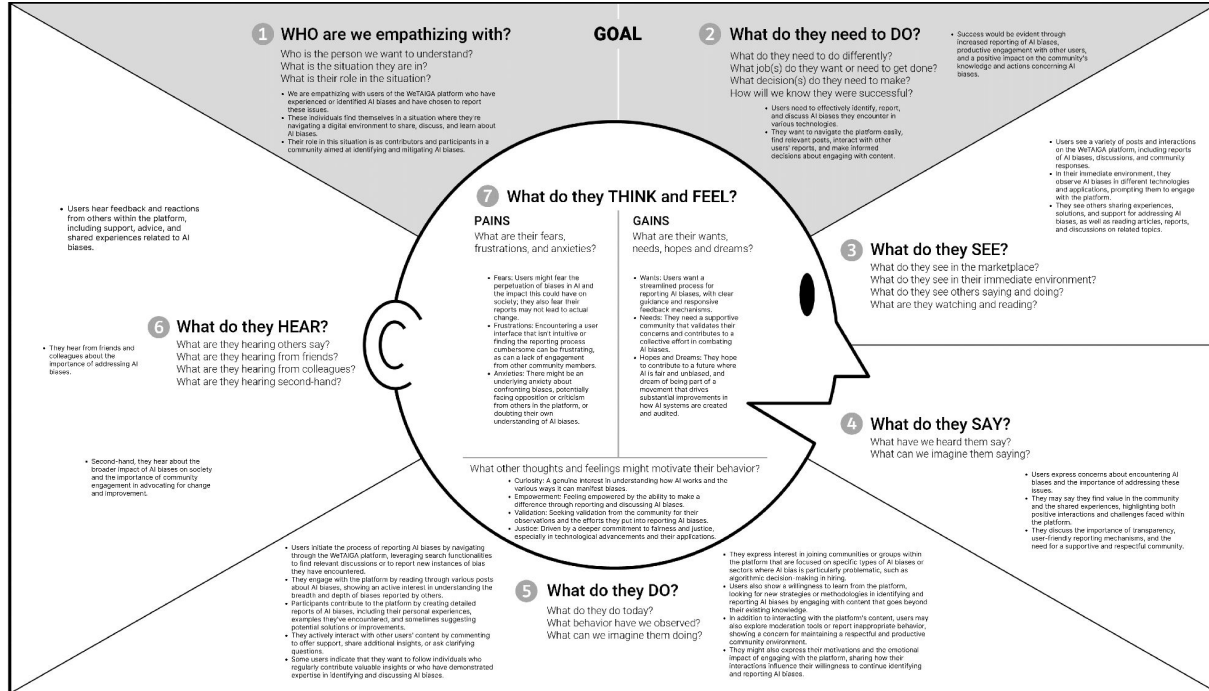 GOAL
1 WHO are we empathizing with?
Who is the person we want to understand?
What is the situation they are in?
What is their role in the situation?
• We are empathizing with users of the WeTAIGA platform who have
experienced or identified AI biases and have chosen to report
these issues.
• These individuals find themselves in a situation where they're
navigating a digital environment to share, discuss, and learn about
AI biases.
• Their role in this situation is as contributors and participants in a
community aimed at identifying and mitigating AI biases.
2 What do they need to DO?
What do they need to do differently?
What job(s) do they want or need to get done?
What decision(s) do they need to make?
How will we know they were successful?
• Users need to effectively identify, report,
and discuss AI biases they encounter in
various technologies.
• They want to navigate the platform easily,
find relevant posts, interact with other
users' reports, and make informed
decisions about engaging with content.
• Success would be evident through
increased reporting of AI biases,
productive engagement with other users,
and a positive impact on the community's
knowledge and actions concerning AI
biases.
• Users see a variety of posts and interactions
on the WeTAIGA platform, including reports
of AI biases, discussions, and community
responses.
• In their immediate environment, they
observe AI biases in different technologies
and applications, prompting them to engage
with the platform.
• They see others sharing experiences,
solutions, and support for addressing AI
biases, as well as reading articles, reports,
and discussions on related topics.
3 What do they SEE?
What do they see in the marketplace?
What do they see in their immediate environment?
What do they see others saying and doing?
What are they watching and reading?
4 What do they SAY?
What have we heard them say?
What can we imagine them saying?
• Users express concerns about encountering AI
biases and the importance of addressing these
issues.
• They may say they find value in the community
and the shared experiences, highlighting both
positive interactions and challenges faced within
the platform.
• They discuss the importance of transparency,
user-friendly reporting mechanisms, and the
need for a supportive and respectful community.
5 What do they DO?
What do they do today?
What behavior have we observed?
What can we imagine them doing?
• Users initiate the process of reporting AI biases by navigating
through the WeTAIGA platform, leveraging search functionalities
to find relevant discussions or to report new instances of bias
they have encountered.
• They engage with the platform by reading through various posts
about AI biases, showing an active interest in understanding the
breadth and depth of biases reported by others.
• Participants contribute to the platform by creating detailed
reports of AI biases, including their personal experiences,
examples they've encountered, and sometimes suggesting
potential solutions or improvements.
• They actively interact with other users' content by commenting
to offer support, share additional insights, or ask clarifying
questions.
• Some users indicate that they want to follow individuals who
regularly contribute valuable insights or who have demonstrated
expertise in identifying and discussing AI biases.
• They express interest in joining communities or groups within
the platform that are focused on specific types of AI biases or
sectors where AI bias is particularly problematic, such as
algorithmic decision-making in hiring.
• Users also show a willingness to learn from the platform,
looking for new strategies or methodologies in identifying and
reporting AI biases by engaging with content that goes beyond
their existing knowledge.
• In addition to interacting with the platform's content, users may
also explore moderation tools or report inappropriate behavior,
showing a concern for maintaining a respectful and productive
community environment.
• They might also express their motivations and the emotional
impact of engaging with the platform, sharing how their
interactions influence their willingness to continue identifying
and reporting AI biases.
6 What do they HEAR?
What are they hearing others say?
What are they hearing from friends?
What are they hearing from colleagues?
What are they hearing second-hand?
• Users hear feedback and reactions
from others within the platform,
including support, advice, and
shared experiences related to AI
biases.
• They hear from friends and
colleagues about the
importance of addressing AI
biases.
• Second-hand, they hear about the
broader impact of AI biases on society
and the importance of community
engagement in advocating for change
and improvement.
7 What do they THINK and FEEL?
PAINS
What are their fears,
frustrations, and anxieties?
• Fears: Users might fear the
perpetuation of biases in AI and
the impact this could have on
society; they also fear their
reports may not lead to actual
change.
• Frustrations: Encountering a user
interface that isn't intuitive or
finding the reporting process
cumbersome can be frustrating,
as can a lack of engagement
from other community members.
• Anxieties: There might be an
underlying anxiety about
confronting biases, potentially
facing opposition or criticism
from others in the platform, or
doubting their own
understanding of AI biases.
GAINS
What are their wants,
needs, hopes and dreams?
• Wants: Users want a
streamlined process for
reporting AI biases, with clear
guidance and responsive
feedback mechanisms.
• Needs: They need a supportive
community that validates their
concerns and contributes to a
collective effort in combating
AI biases.
• Hopes and Dreams: They hope
to contribute to a future where
AI is fair and unbiased, and
dream of being part of a
movement that drives
substantial improvements in
how AI systems are created
and audited.
What other thoughts and feelings might motivate their behavior?
• Curiosity: A genuine interest in understanding how AI works and the
various ways it can manifest biases.
• Empowerment: Feeling empowered by the ability to make a
difference through reporting and discussing AI biases.
• Validation: Seeking validation from the community for their
observations and the efforts they put into reporting AI biases.
• Justice: Driven by a deeper commitment to fairness and justice,
especially in technological advancements and their applications.